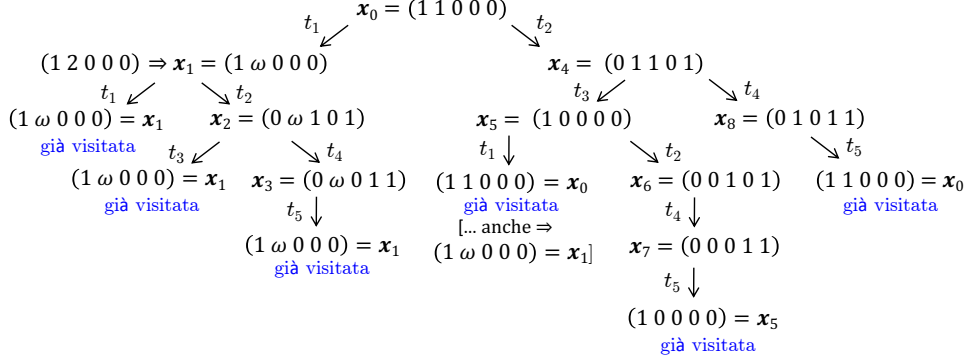 t₁ 𝒙₀ = (1 1 0 0 0) t₂
(1 2 0 0 0) ⇒ 𝒙₁ = (1 ω 0 0 0) 𝒙₄ = (0 1 1 0 1)
t₁ t₂ t₃ t₄
(1 ω 0 0 0) = 𝒙₁ 𝒙₂ = (0 ω 1 0 1) 𝒙₅ = (1 0 0 0 0) 𝒙₈ = (0 1 0 1 1)
già visitata
t₃ t₄ t₁ t₂ t₅
(1 ω 0 0 0) = 𝒙₁ 𝒙₃ = (0 ω 0 1 1) (1 1 0 0 0) = 𝒙₀ 𝒙₆ = (0 0 1 0 1) (1 1 0 0 0) = 𝒙₀
già visitata già visitata già visitata
t₅ [... anche ⇒ t₄
(1 ω 0 0 0) = 𝒙₁ (1 ω 0 0 0) = 𝒙₁] 𝒙₇ = (0 0 0 1 1)
già visitata
t₅
(1 0 0 0 0) = 𝒙₅
già visitata